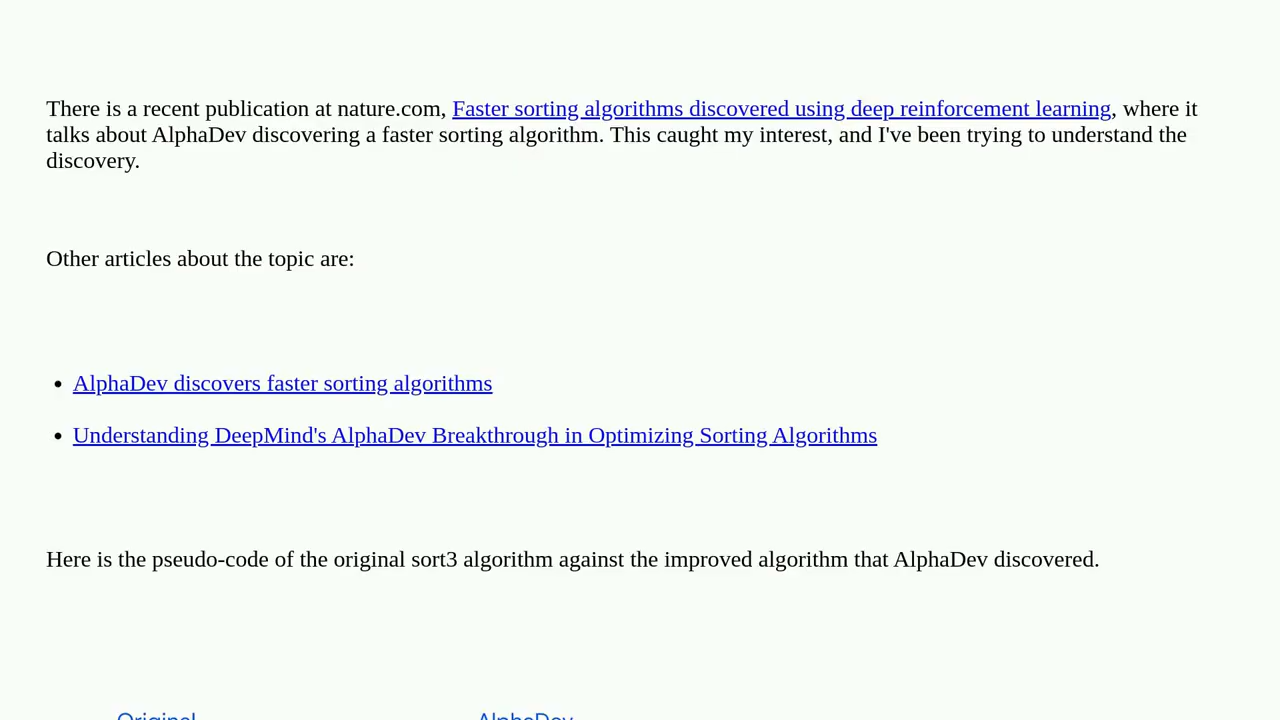 There is a recent publication at nature.com, Faster sorting algorithms discovered using deep reinforcement learning, where it
talks about AlphaDev discovering a faster sorting algorithm. This caught my interest, and I've been trying to understand the
discovery.
Other articles about the topic are:
• AlphaDev discovers faster sorting algorithms
• Understanding DeepMind's AlphaDev Breakthrough in Optimizing Sorting Algorithms
Here is the pseudo-code of the original sort3 algorithm against the improved algorithm that AlphaDev discovered.
Original AlphaDev